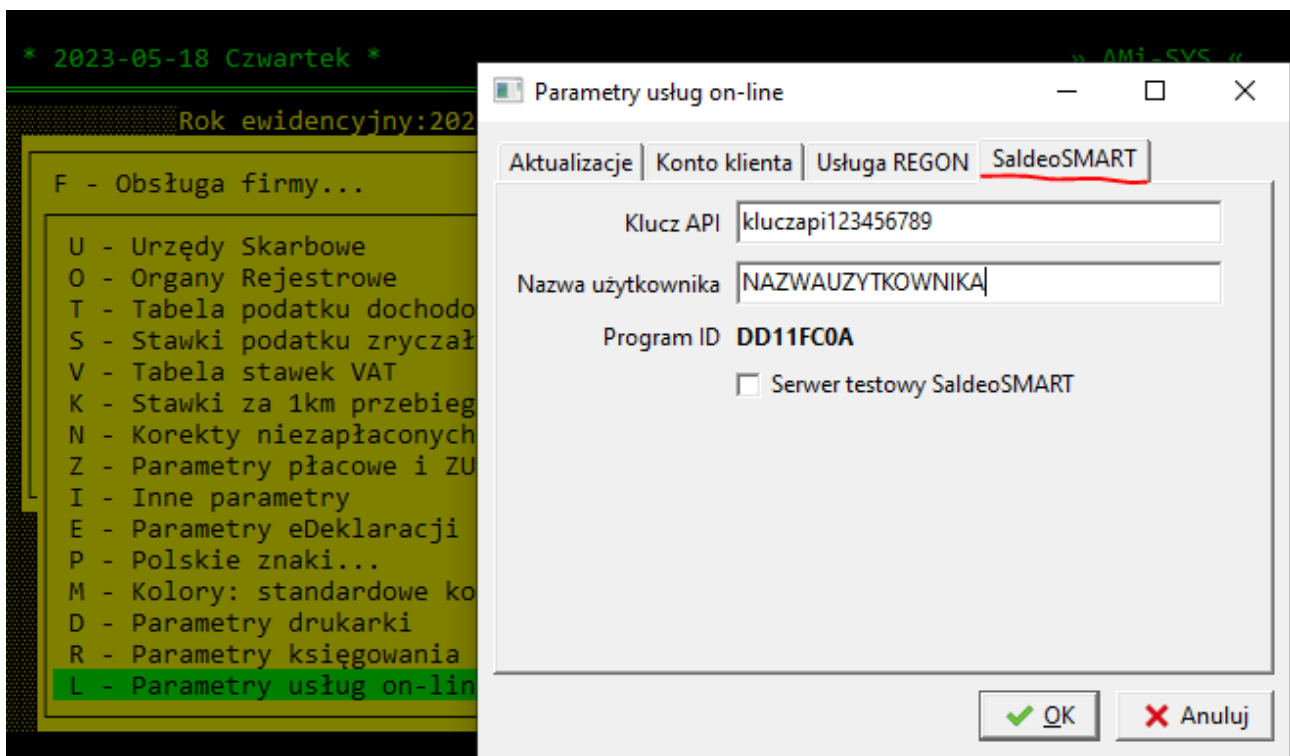 * 2023-05-18 Czwartek *
» AMi-SYS «
Rok ewidencyjny:202
F - Obsługa firmy...
U - Urzędy Skarbowe
O - Organy Rejestrowe
T - Tabela podatku dochodo
S - Stawki podatku zryczał
V - Tabela stawek VAT
K - Stawki za 1km przebieg
N - Korekty niezapłaconych
Z - Parametry płacowe i ZU
I - Inne parametry
E - Parametry eDeklaracji
P - Polskie znaki...
M - Kolory: standardowe ko
D - Parametry drukarki
R - Parametry księgowania
L - Parametry usług on-lin
Parametry usług on-line
Aktualizacje Konto klienta Usługa REGON SaldeoSMART
Klucz API kluczapi123456789
Nazwa użytkownika NAZWAUZYTKOWNIKA
Program ID DD11FC0A
Serwer testowy SaldeoSMART
OK Anuluj